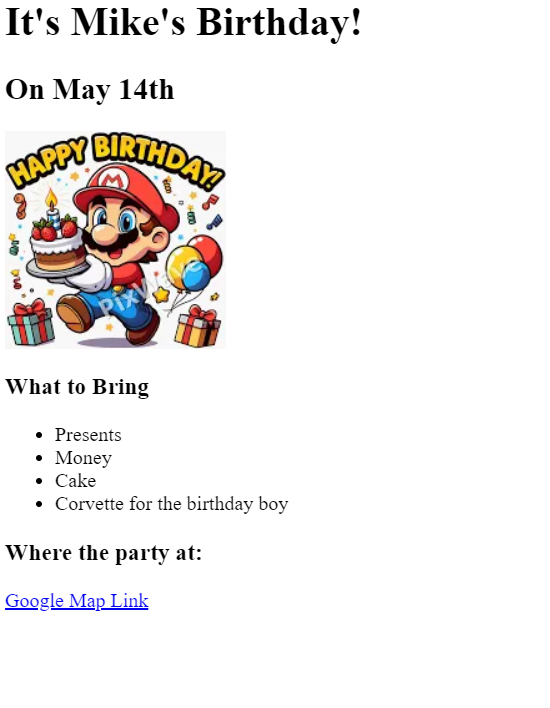 It's Mike's Birthday!
On May 14th
HAPPY BIRTHDAY!
M
PixWave
What to Bring
Presents
Money
Cake
Corvette for the birthday boy
Where the party at:
Google Map Link